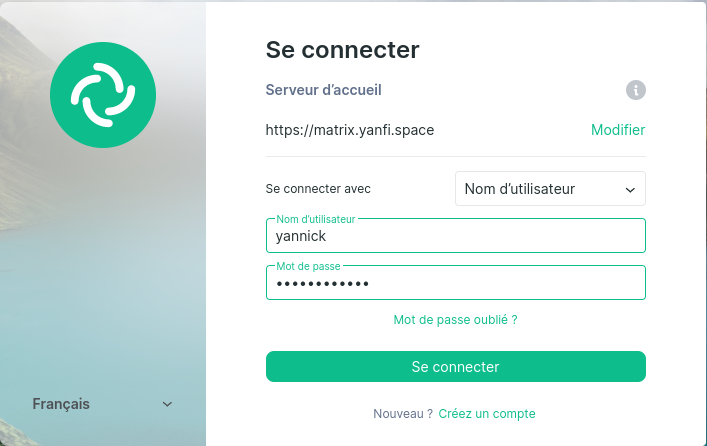 Se connecter
Serveur d’accueil
https://matrix.yanfi.space
Modifier
Se connecter avec
Nom d’utilisateur
Nom d’utilisateur
yannick
Mot de passe
••••••••••••
Mot de passe oublié ?
Se connecter
Nouveau ? Créez un compte
Français